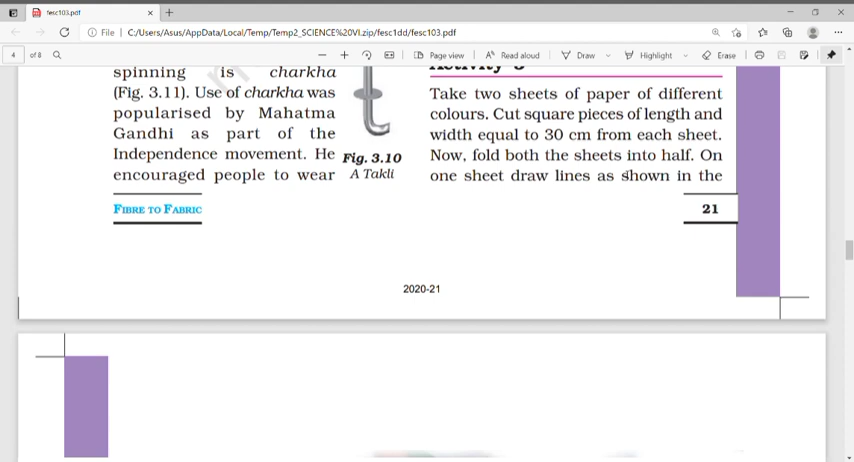 fesc103.pdf
File | C:/Users/Asus/AppData/Local/Temp/Temp2_SCIENCE%20VI.zip/fesc1dd/fesc103.pdf
4 of 8
Page view
Read aloud
Draw
Highlight
Erase
spinning is charkha
(Fig. 3.11). Use of charkha was
popularised by Mahatma
Gandhi as part of the
Independence movement. He
encouraged people to wear
Fig. 3.10
A Takli
Take two sheets of paper of different
colours. Cut square pieces of length and
width equal to 30 cm from each sheet.
Now, fold both the sheets into half. On
one sheet draw lines as shown in the
FIBRE TO FABRIC
21
2020-21